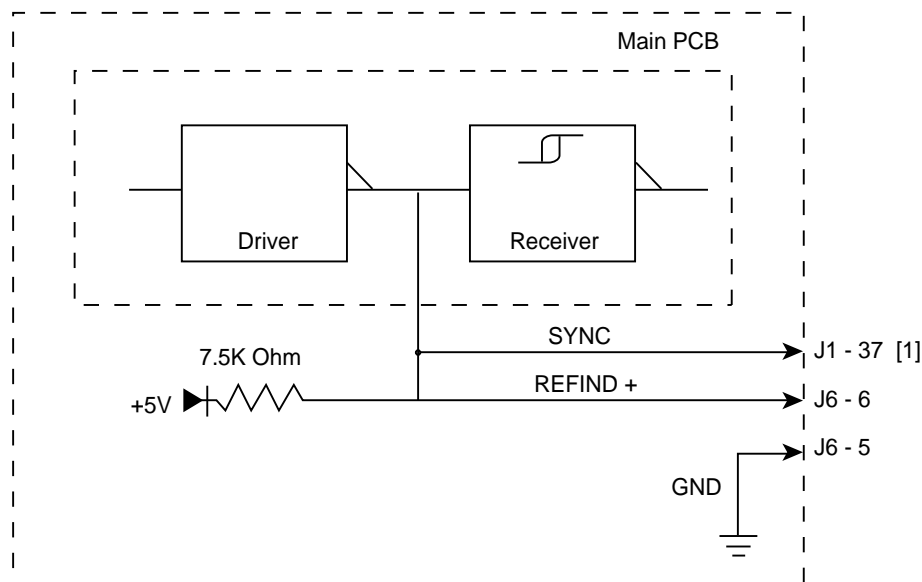 Main PCB
Driver
Receiver
SYNC
J1 - 37 [1]
7.5K Ohm
+5V
REFIND +
J6 - 6
J6 - 5
GND